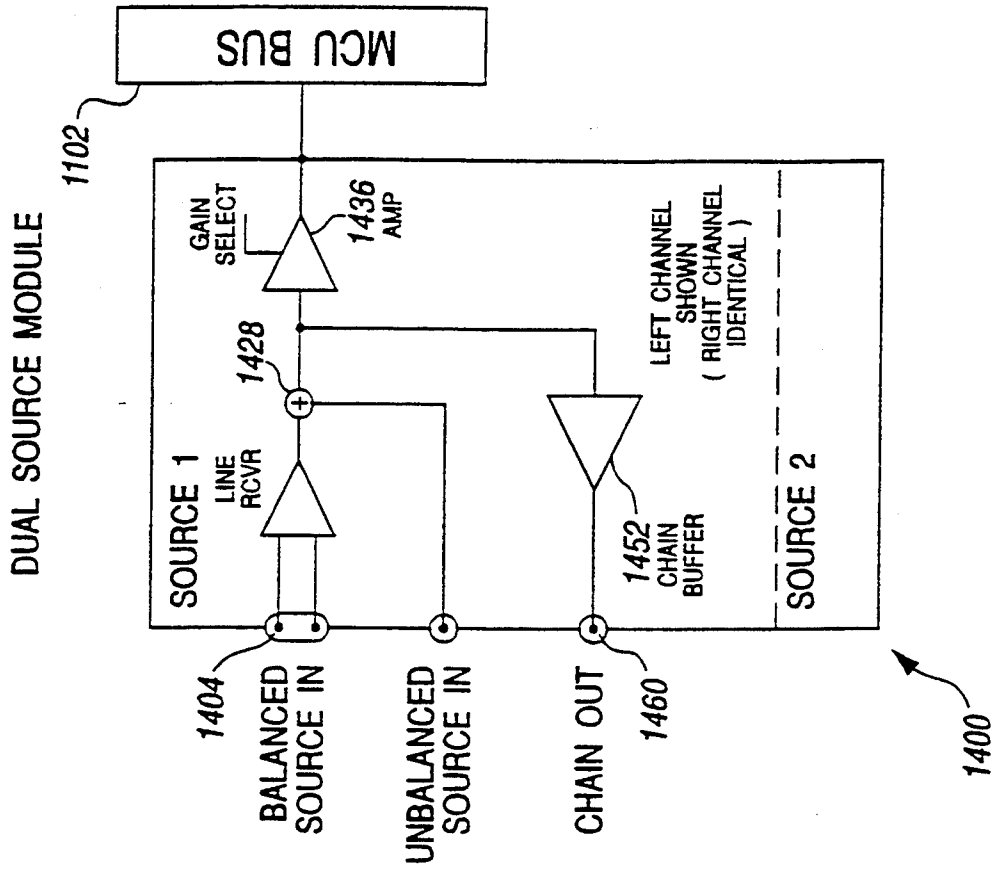 DUAL SOURCE MODULE
1102
MCU BUS
GAIN
SELECT
1436
AMP
1428
SOURCE 1
LINE
RCVR
1404
BALANCED
SOURCE IN
UNBALANCED
SOURCE IN
CHAIN OUT
1460
1452
CHAIN
BUFFER
LEFT CHANNEL
SHOWN
( RIGHT CHANNEL
IDENTICAL )
SOURCE 2
1400